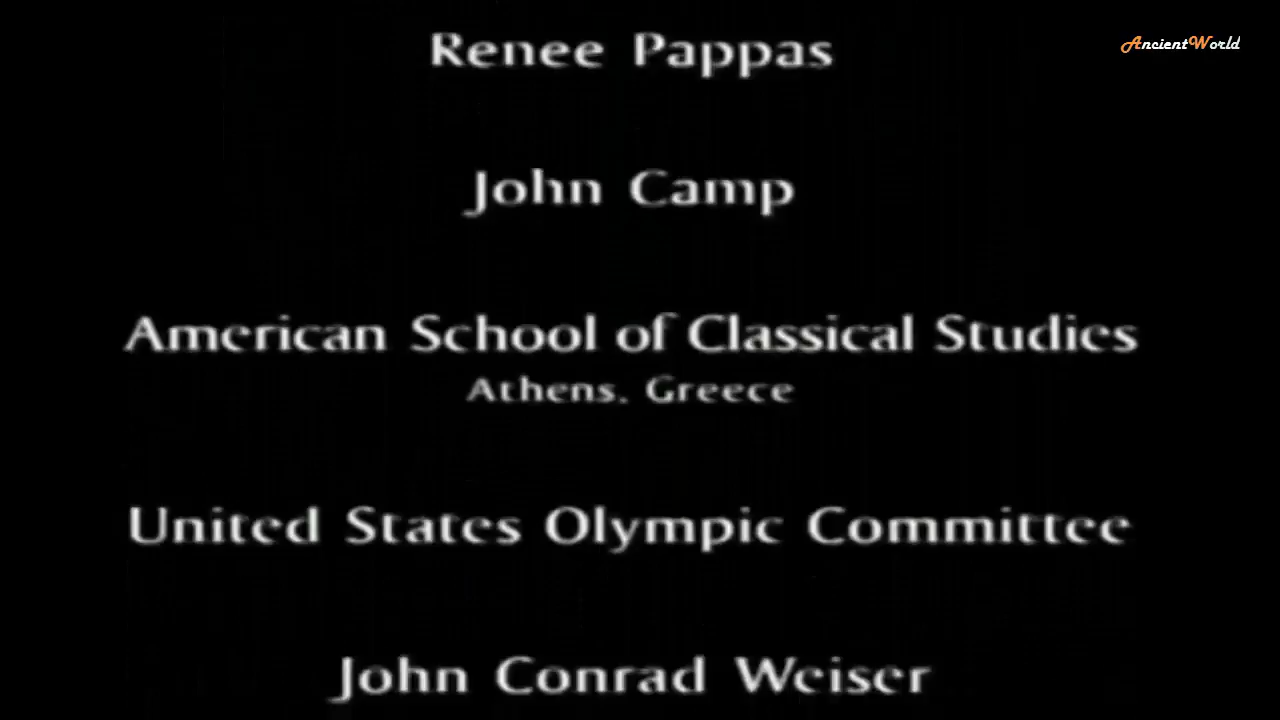 AncientWorld
Renee Pappas
John Camp
American School of Classical Studies
Athens, Greece
United States Olympic Committee
John Conrad Weiser